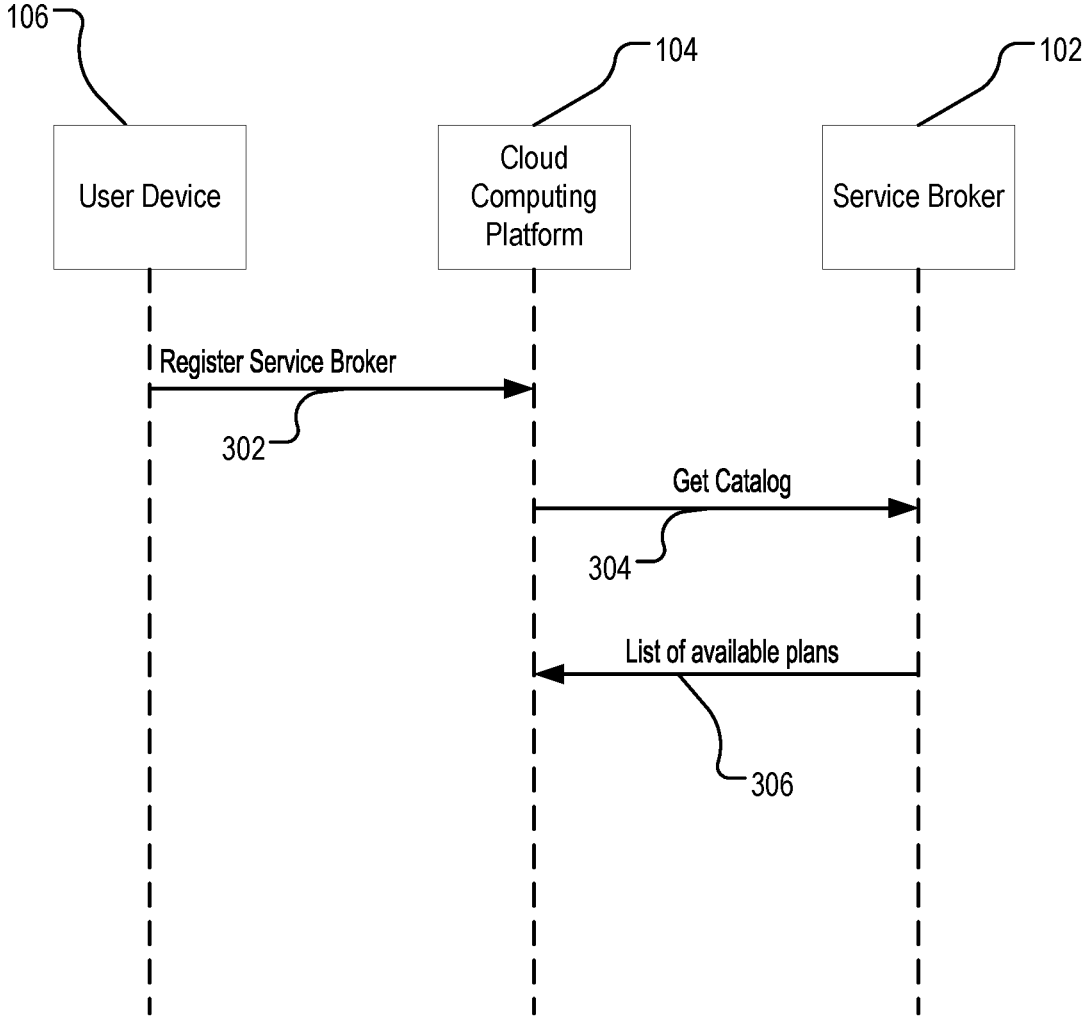 106
104
102
User Device
Cloud
Computing
Platform
Service Broker
Register Service Broker
302
Get Catalog
304
List of available plans
306